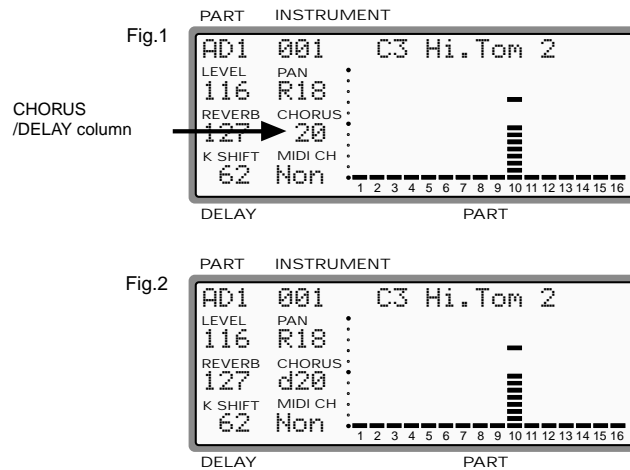 PART INSTRUMENT
Fig.1
AD1 001 C3 Hi.Tom 2
LEVEL PAN
116 R18
CHORUS
/DELAY column
REVERB CHORUS
127 20
K SHIFT MIDI CH
62 Non
1 2 3 4 5 6 7 8 9 10 11 12 13 14 15 16
DELAY PART
PART INSTRUMENT
Fig.2
AD1 001 C3 Hi.Tom 2
LEVEL PAN
116 R18
REVERB CHORUS
127 d20
K SHIFT MIDI CH
62 Non
1 2 3 4 5 6 7 8 9 10 11 12 13 14 15 16
DELAY PART